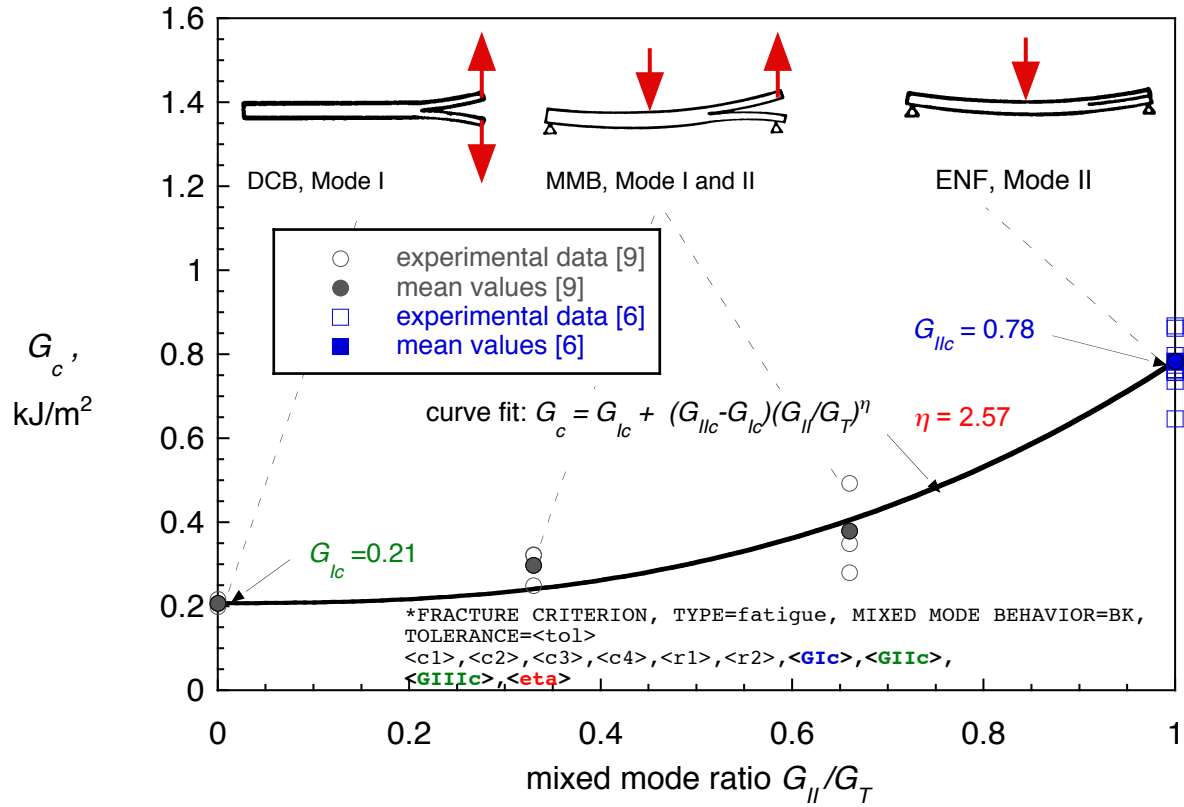 1.6
1.4
1.2
1
0.8
0.6
0.4
0.2
0
G_c ,
kJ/m²
DCB, Mode I
MMB, Mode I and II
ENF, Mode II
experimental data [9]
mean values [9]
experimental data [6]
mean values [6]
G_IIc = 0.78
curve fit: G_c = G_Ic + (G_IIc-G_Ic)(G_II/G_T)^η
η = 2.57
G_Ic =0.21
*FRACTURE CRITERION, TYPE=fatigue, MIXED MODE BEHAVIOR=BK,
TOLERANCE=<tol>
<c1>,<c2>,<c3>,<c4>,<r1>,<r2>,<GIc>,<GIIc>,
<GIIIc>,<eta>
0 0.2 0.4 0.6 0.8 1
mixed mode ratio G_II/G_T